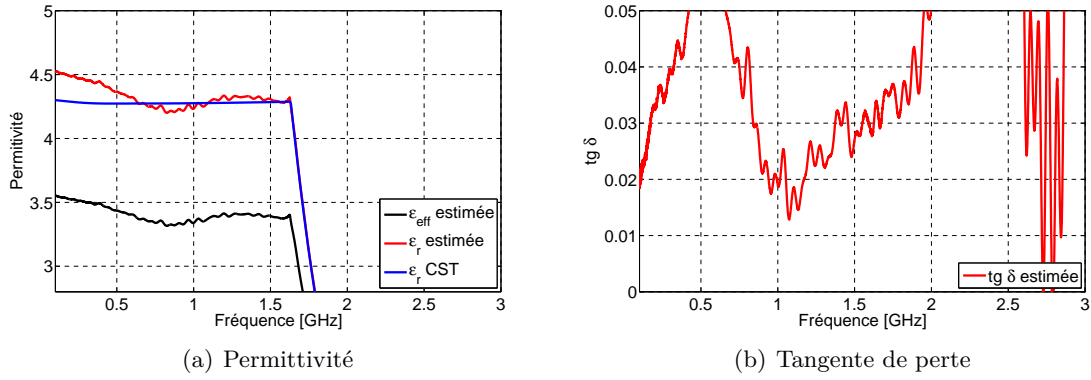 5
4.5
4
3.5
3
0.5
1
1.5
2
2.5
3
Permitivité
Fréquence [GHz]
ε_eff estimée
ε_r estimée
ε_r CST
(a) Permittivité
0.05
0.04
0.03
0.02
0.01
0
0.5
1
1.5
2
2.5
3
tg δ
Fréquence [GHz]
tg δ estimée
(b) Tangente de perte